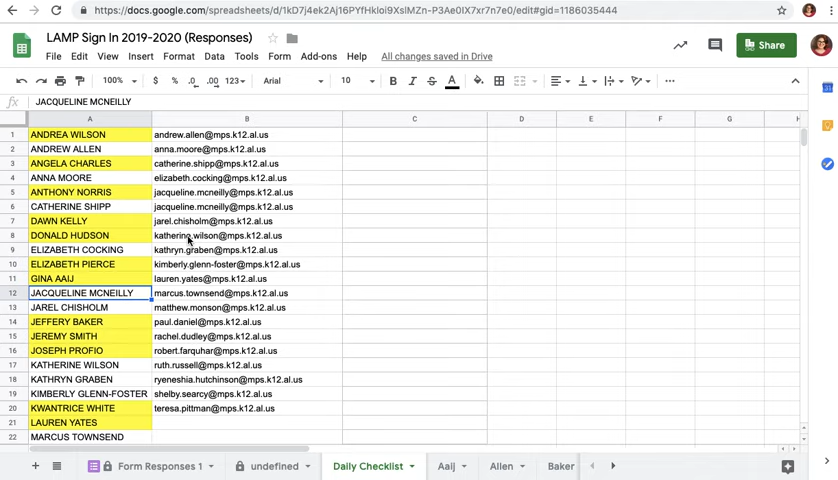 https://docs.google.com/spreadsheets/d/1kD7j4ek2Aj16PYfHkloi9XslMZn-P3Ae0IX7xr7n7e0/edit#gid=1186035444
LAMP Sign In 2019-2020 (Responses)
File Edit View Insert Format Data Tools Form Add-ons Help All changes saved in Drive
Share
100% $ % .0 .00 123 Arial 10 B I S A
fx JACQUELINE MCNEILLY
A B C D E F G H
1 ANDREA WILSON andrew.allen@mps.k12.al.us
2 ANDREW ALLEN anna.moore@mps.k12.al.us
3 ANGELA CHARLES catherine.shipp@mps.k12.al.us
4 ANNA MOORE elizabeth.cocking@mps.k12.al.us
5 ANTHONY NORRIS jacqueline.mcneilly@mps.k12.al.us
6 CATHERINE SHIPP jacqueline.mcneilly@mps.k12.al.us
7 DAWN KELLY jarel.chisholm@mps.k12.al.us
8 DONALD HUDSON katherine.wilson@mps.k12.al.us
9 ELIZABETH COCKING kathryn.graben@mps.k12.al.us
10 ELIZABETH PIERCE kimberly.glenn-foster@mps.k12.al.us
11 GINA AAIJ lauren.yates@mps.k12.al.us
12 JACQUELINE MCNEILLY marcus.townsend@mps.k12.al.us
13 JAREL CHISHOLM matthew.monson@mps.k12.al.us
14 JEFFERY BAKER paul.daniel@mps.k12.al.us
15 JEREMY SMITH rachel.dudley@mps.k12.al.us
16 JOSEPH PROFIO robert.farquhar@mps.k12.al.us
17 KATHERINE WILSON ruth.russell@mps.k12.al.us
18 KATHRYN GRABEN ryeneshia.hutchinson@mps.k12.al.us
19 KIMBERLY GLENN-FOSTER shelby.searcy@mps.k12.al.us
20 KWANTRICE WHITE teresa.pittman@mps.k12.al.us
21 LAUREN YATES
22 MARCUS TOWNSEND
Form Responses 1 undefined Daily Checklist Aaij Allen Baker